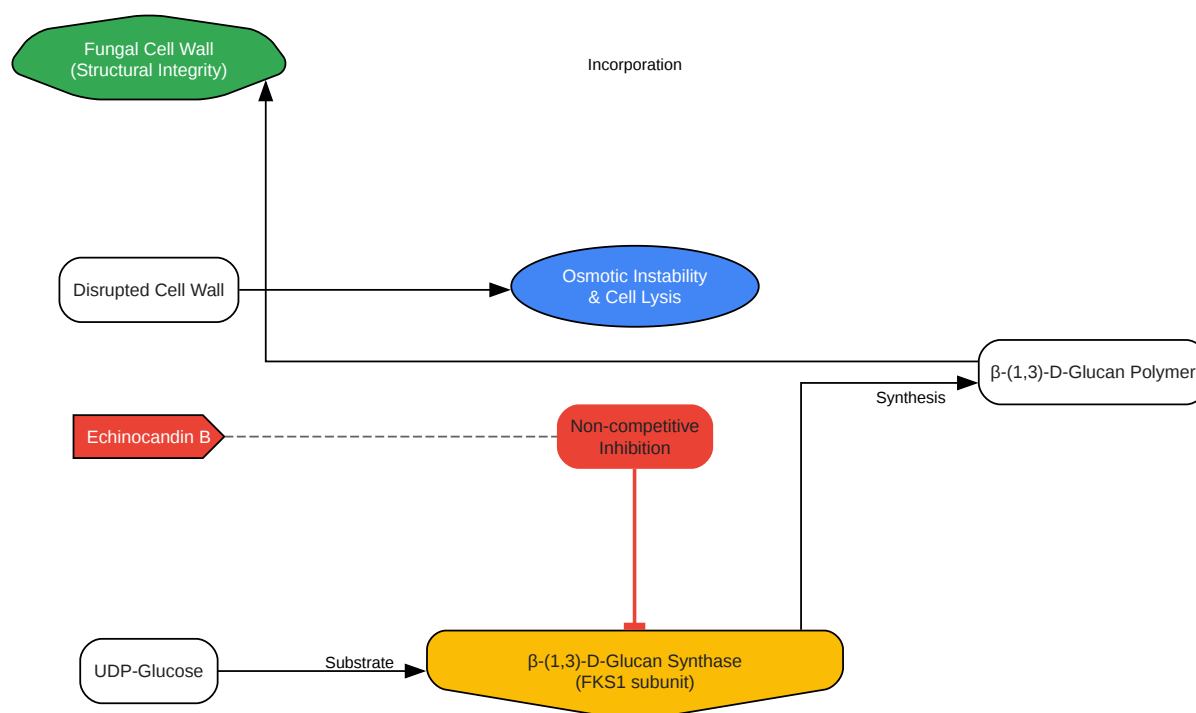 Fungal Cell Wall
(Structural Integrity)
Incorporation
Disrupted Cell Wall
Osmotic Instability
& Cell Lysis
β-(1,3)-D-Glucan Polymer
Synthesis
Echinocandin B
Non-competitive
Inhibition
UDP-Glucose
Substrate
β-(1,3)-D-Glucan Synthase
(FKS1 subunit)